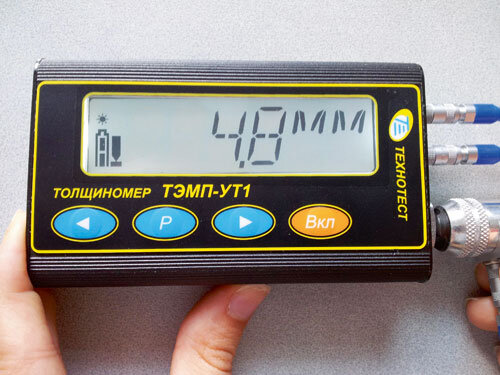 4,8 мм
ТЕХНОТЕСТ
ТОЛЩИНОМЕР ТЭМП-УТ1
Р
Вкл